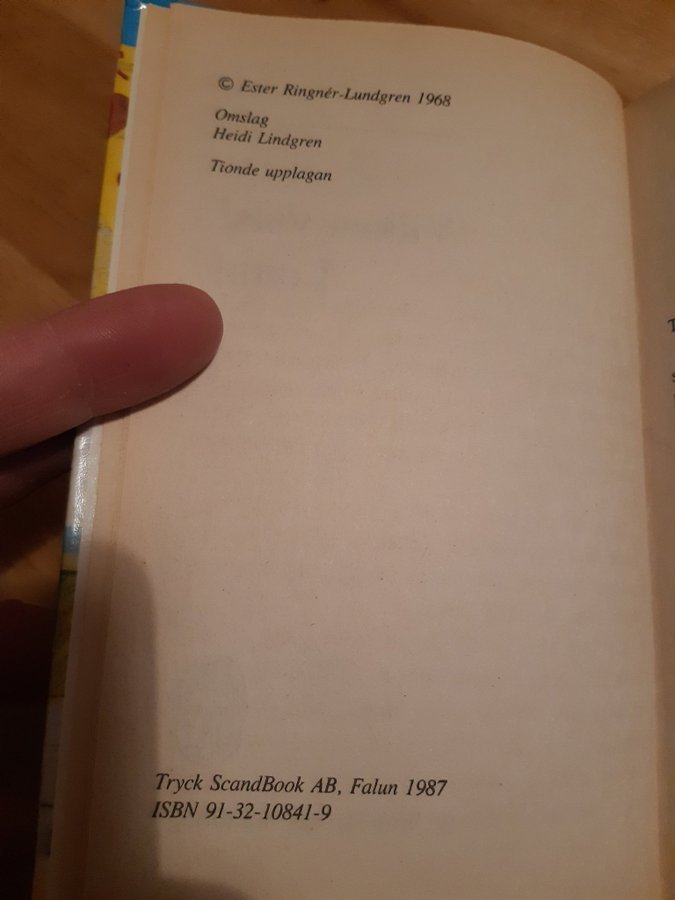 © Ester Ringnér-Lundgren 1968
Omslag
Heidi Lindgren
Tionde upplagan
Tryck ScandBook AB, Falun 1987
ISBN 91-32-10841-9